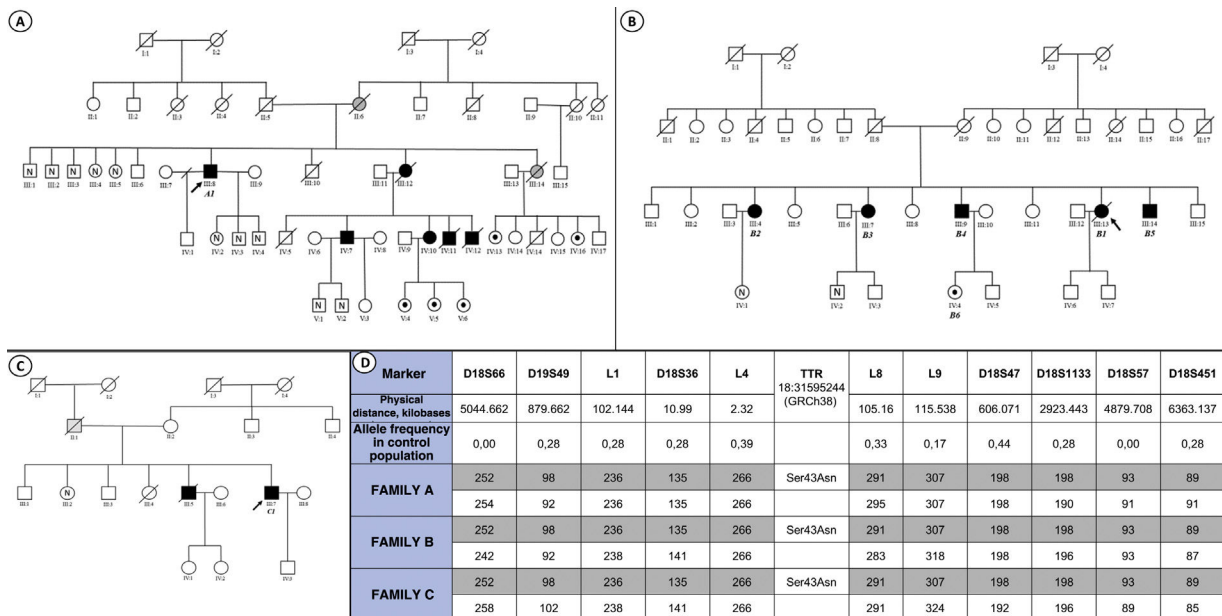 A
I:1 I:2 I:3 I:4
II:1 II:2 II:3 II:4 II:5 II:6 II:7 II:8 II:9 II:10 II:11
N N N N N N
III:1 III:2 III:3 III:4 III:5 III:6 III:7 III:8 III:9 III:10 III:11 III:12 III:13 III:14 III:15
A1
N N N
IV:1 IV:2 IV:3 IV:4 IV:5 IV:6 IV:7 IV:8 IV:9 IV:10 IV:11 IV:12 IV:13 IV:14 IV:14 IV:15 IV:16 IV:17
N N
V:1 V:2 V:3 V:4 V:5 V:6
B
I:1 I:2 I:3 I:4
II:1 II:2 II:3 II:4 II:5 II:6 II:7 II:8 II:9 II:10 II:11 II:12 II:13 II:14 II:15 II:16 II:17
III:1 III:2 III:3 III:4 III:5 III:6 III:7 III:8 III:9 III:10 III:11 III:12 III:13 III:14 III:15
B2 B3 B4 B1 B5
N N
IV:1 IV:2 IV:3 IV:4 IV:5 IV:6 IV:7
B6
C
I:1 I:2 I:3 I:4
II:1 II:2 II:3 II:4
N
III:1 III:2 III:3 III:4 III:5 III:6 III:7 III:8
C1
IV:1 IV:2 IV:3
D
Marker D18S66 D19S49 L1 D18S36 L4 TTR 18:31595244 (GRCh38) L8 L9 D18S47 D18S1133 D18S57 D18S451
Physical distance, kilobases 5044.662 879.662 102.144 10.99 2.32 105.16 115.538 606.071 2923.443 4879.708 6363.137
Allele frequency in control population 0,00 0,28 0,28 0,28 0,39 0,33 0,17 0,44 0,28 0,00 0,28
FAMILY A
252 98 236 135 266 Ser43Asn 291 307 198 198 93 89
254 92 236 135 266 295 307 198 190 91 91
FAMILY B
252 98 236 135 266 Ser43Asn 291 307 198 198 93 89
242 92 238 141 266 283 318 198 196 93 87
FAMILY C
252 98 236 135 266 Ser43Asn 291 307 198 198 93 89
258 102 238 141 266 291 324 192 196 89 85